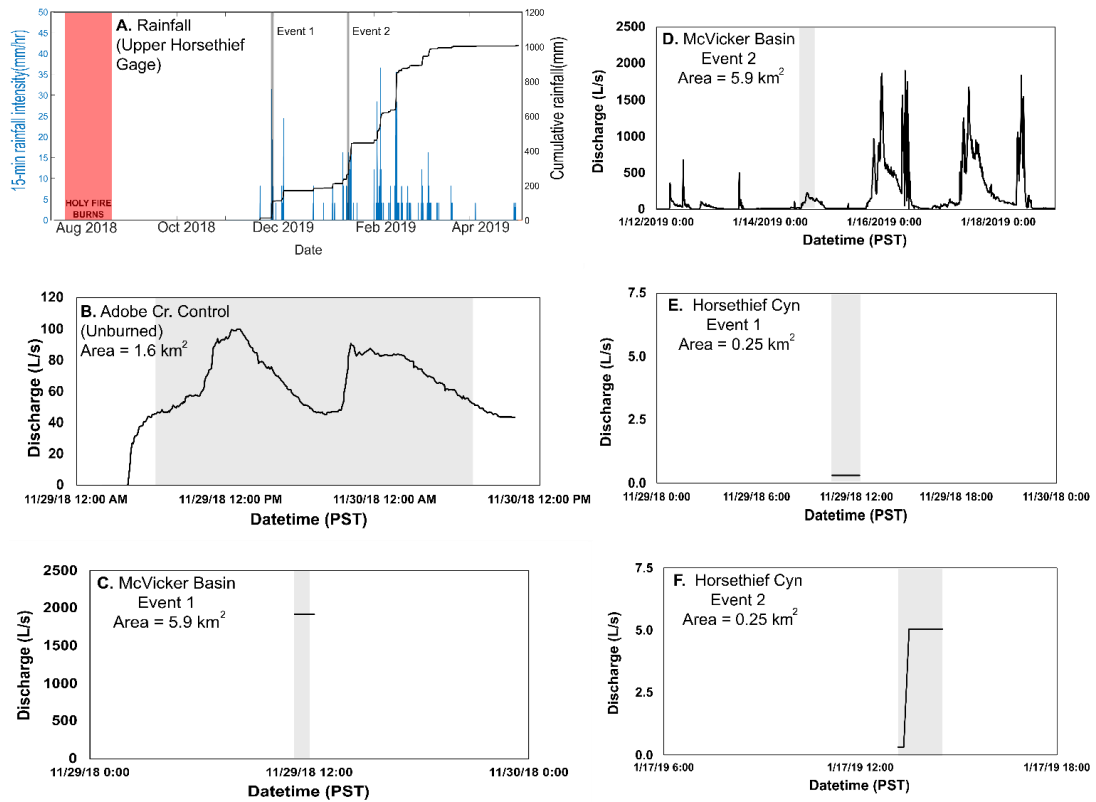 A. Rainfall
(Upper Horsethief
Gage)
Event 1
Event 2
HOLY FIRE
BURNS
15-min rainfall intensity(mm/hr)
50
45
40
35
30
25
20
15
10
5
0
Cumulative rainfall(mm)
1200
1000
800
600
400
200
0
Aug 2018
Oct 2018
Dec 2019
Feb 2019
Apr 2019
Date
B. Adobe Cr. Control
(Unburned)
Area = 1.6 km²
Discharge (L/s)
120
100
80
60
40
20
0
11/29/18 12:00 AM
11/29/18 12:00 PM
11/30/18 12:00 AM
11/30/18 12:00 PM
Datetime (PST)
C. McVicker Basin
Event 1
Area = 5.9 km²
Discharge (L/s)
2500
2000
1500
1000
500
0
11/29/18 0:00
11/29/18 12:00
11/30/18 0:00
Datetime (PST)
D. McVicker Basin
Event 2
Area = 5.9 km²
Discharge (L/s)
2500
2000
1500
1000
500
0
1/12/2019 0:00
1/14/2019 0:00
1/16/2019 0:00
1/18/2019 0:00
Datetime (PST)
E. Horsethief Cyn
Event 1
Area = 0.25 km²
Discharge (L/s)
7.5
5.0
2.5
0.0
11/29/18 0:00
11/29/18 6:00
11/29/18 12:00
11/29/18 18:00
11/30/18 0:00
Datetime (PST)
F. Horsethief Cyn
Event 2
Area = 0.25 km²
Discharge (L/s)
7.5
5.0
2.5
0.0
1/17/19 6:00
1/17/19 12:00
1/17/19 18:00
Datetime (PST)